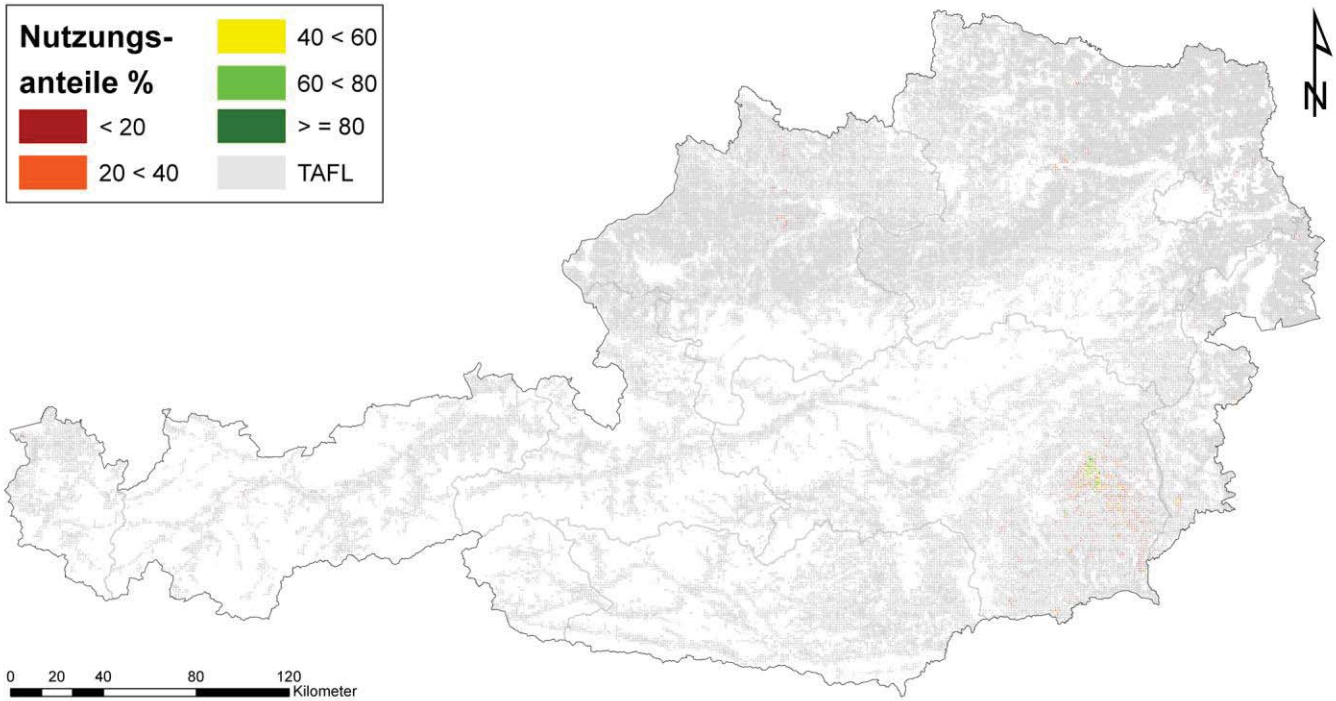 Nutzungs-
anteile %
< 20
20 < 40
40 < 60
60 < 80
> = 80
TAFL
N
0 20 40 80 120
Kilometer